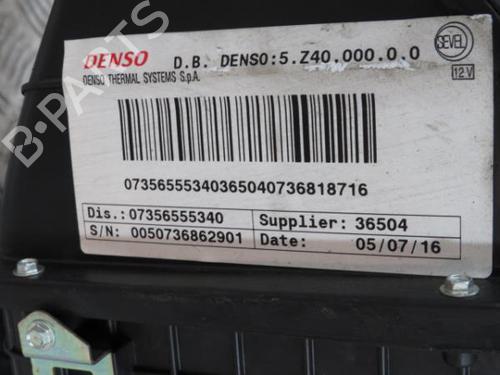 DENSO
D.B. DENSO:5.Z40.000.0.0
DENSO THERMAL SYSTEMS S.p.A.
SEVEL
12 V
07356555340365040736818716
Dis.:07356555340
Supplier: 36504
S/N: 0050736862901
Date: 05/07/16
B-PARTS